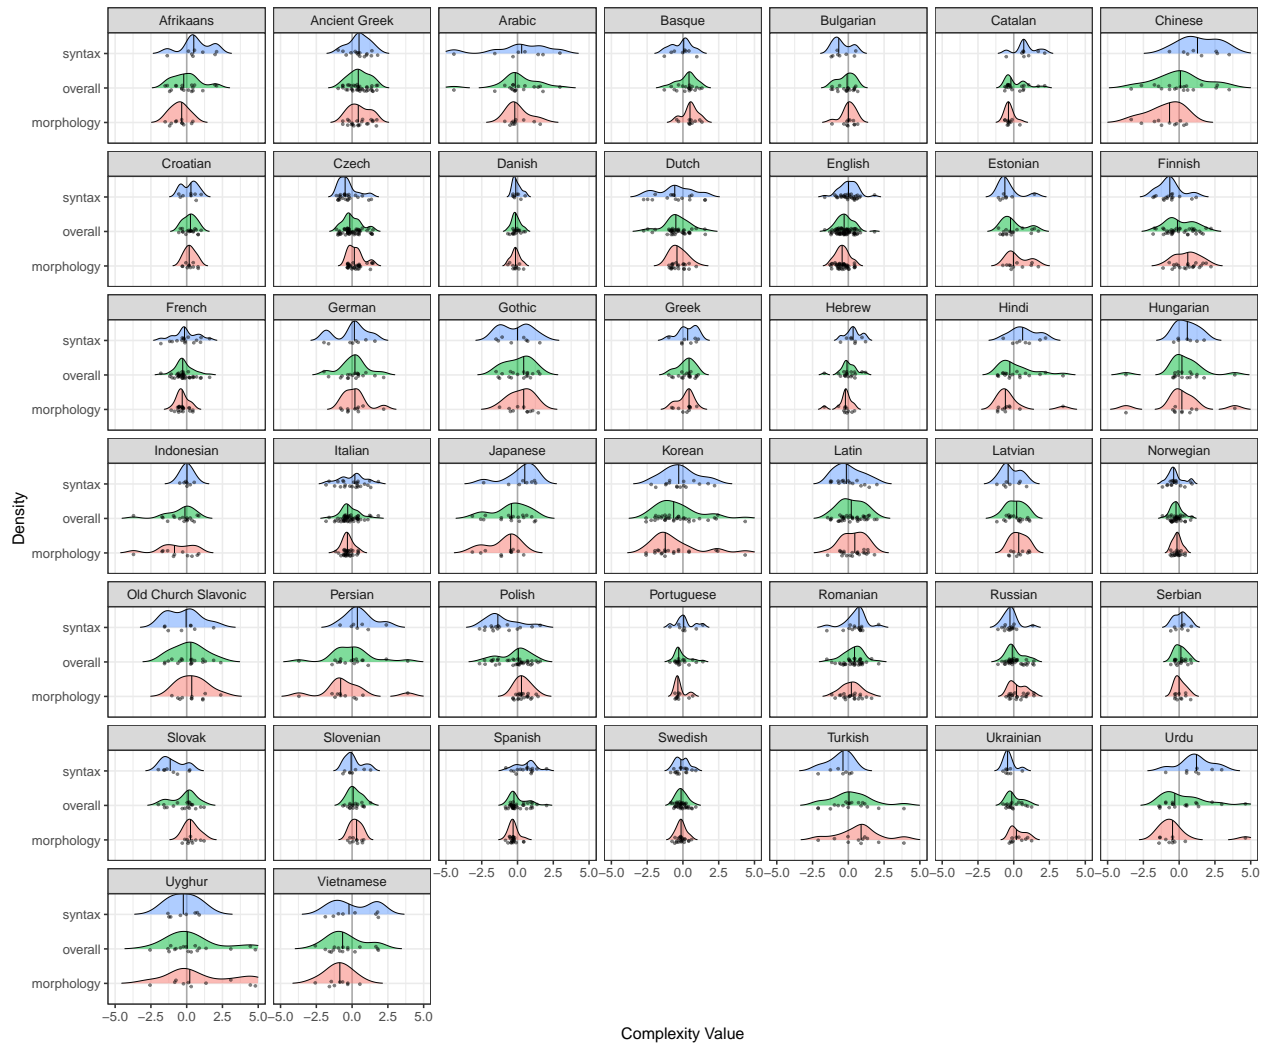 Afrikaans Ancient Greek Arabic Basque Bulgarian Catalan Chinese
syntax
overall
morphology
Croatian Czech Danish Dutch English Estonian Finnish
syntax
overall
morphology
French German Gothic Greek Hebrew Hindi Hungarian
syntax
overall
morphology
Indonesian Italian Japanese Korean Latin Latvian Norwegian
syntax
overall
morphology
Density
Old Church Slavonic Persian Polish Portuguese Romanian Russian Serbian
syntax
overall
morphology
Slovak Slovenian Spanish Swedish Turkish Ukrainian Urdu
syntax
overall
morphology
−5.0 −2.5 0.0 2.5 5.0 −5.0 −2.5 0.0 2.5 5.0 −5.0 −2.5 0.0 2.5 5.0 −5.0 −2.5 0.0 2.5 5.0 −5.0 −2.5 0.0 2.5 5.0
Uyghur Vietnamese
syntax
overall
morphology
−5.0 −2.5 0.0 2.5 5.0 −5.0 −2.5 0.0 2.5 5.0
Complexity Value